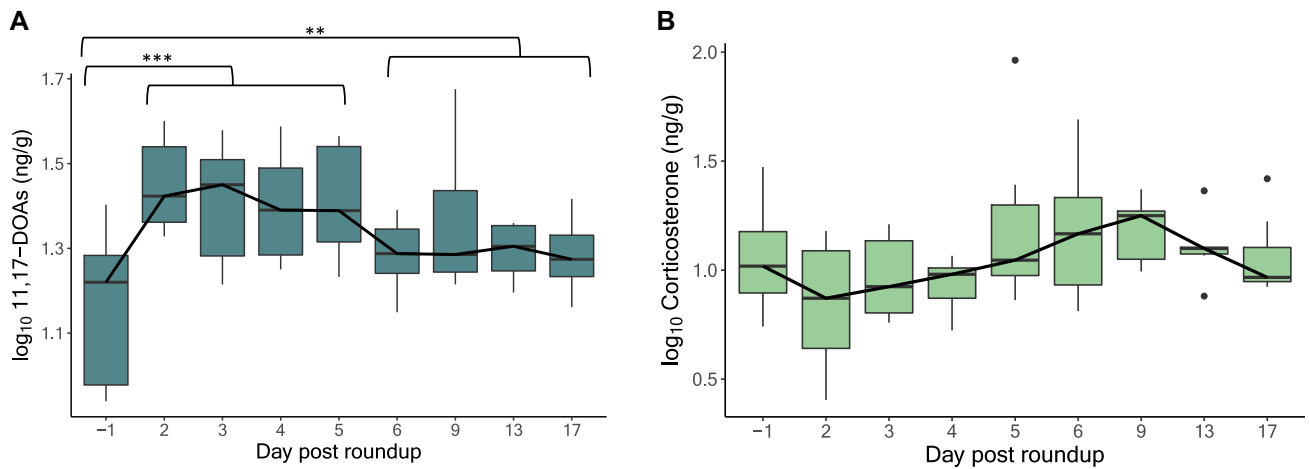 A
**
***
1.7
1.5
1.3
1.1
log₁₀ 11,17−DOAs (ng/g)
−1 2 3 4 5 6 9 13 17
Day post roundup
B
2.0
1.5
1.0
0.5
log₁₀ Corticosterone (ng/g)
−1 2 3 4 5 6 9 13 17
Day post roundup